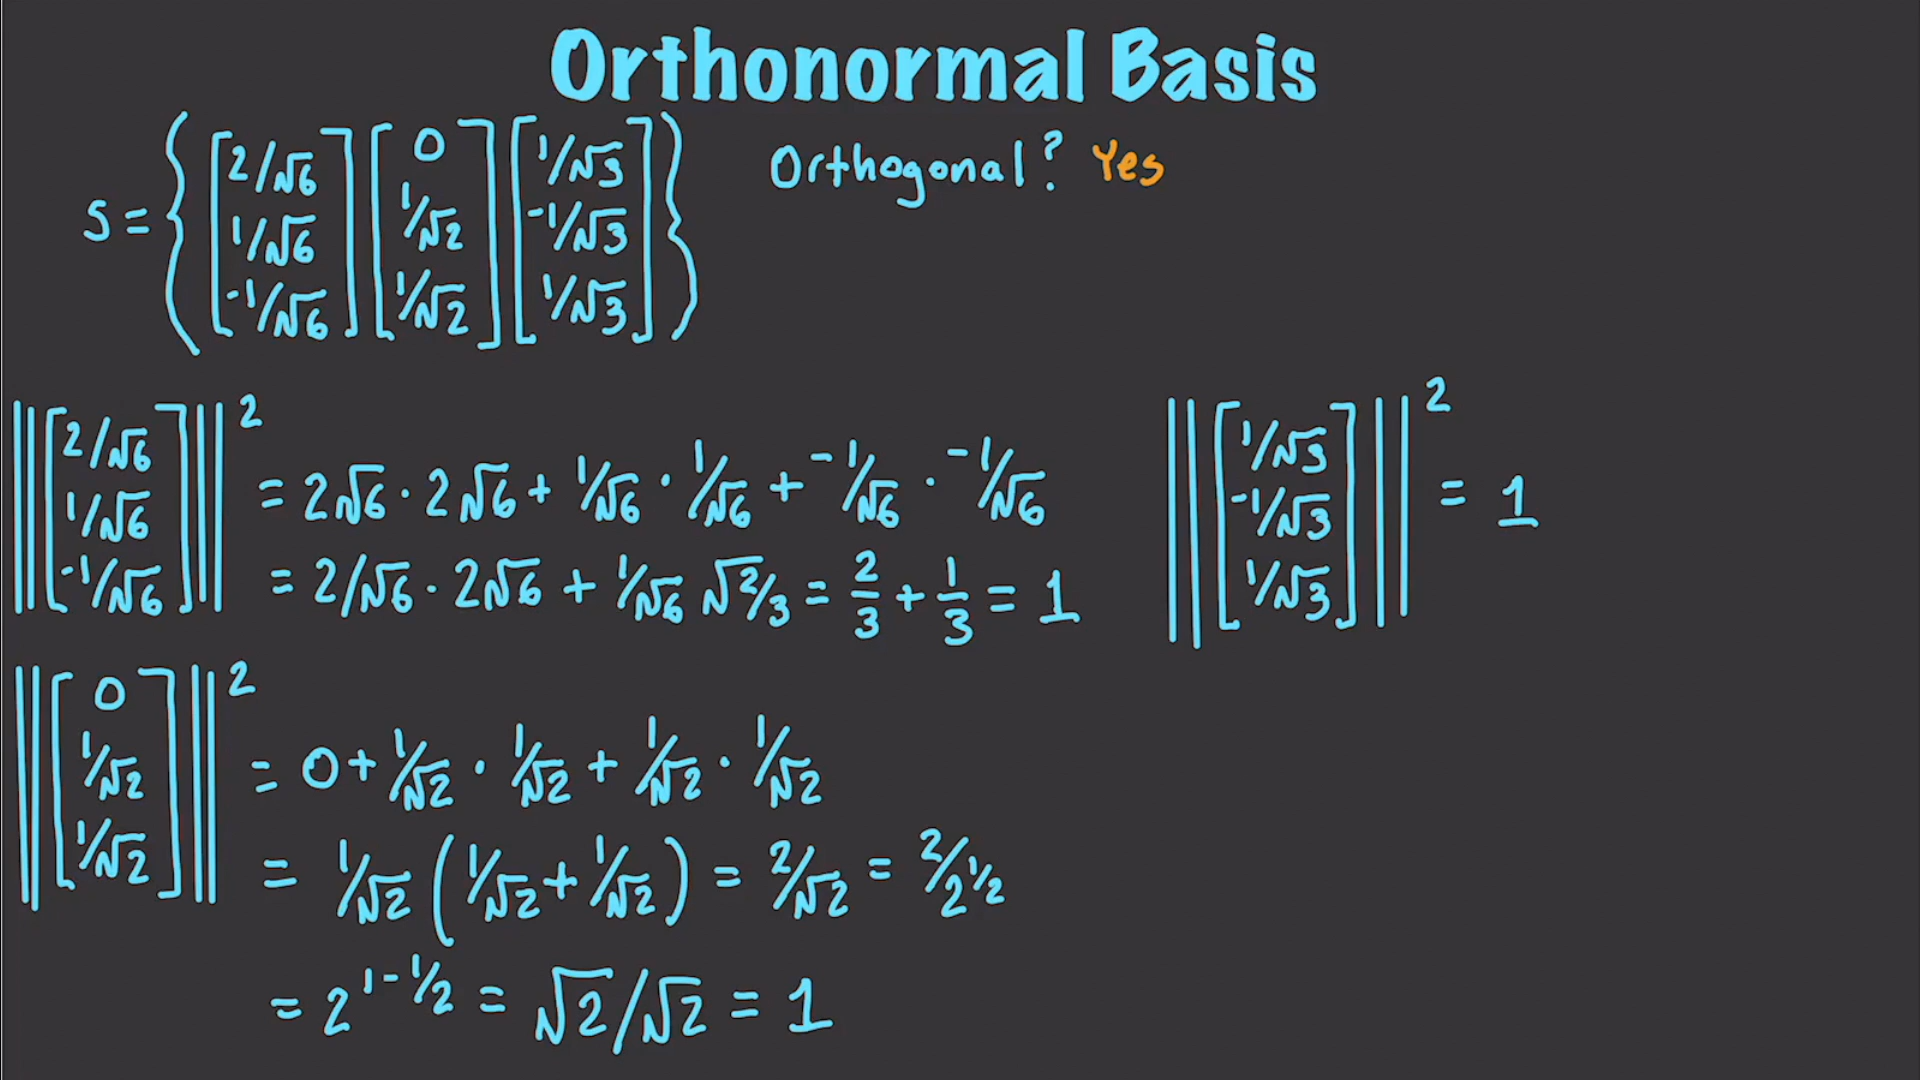 Orthonormal Basis
S = { [2/√6 1/√6 -1/√6] [0 1/√2 1/√2] [1/√3 -1/√3 1/√3] }
Orthogonal? Yes
||[2/√6 1/√6 -1/√6]||² = 2√6 · 2√6 + 1/√6 · 1/√6 + -1/√6 · -1/√6
= 2/√6 · 2√6 + 1/√6 √2/3 = 2/3 + 1/3 = 1
||[0 1/√2 1/√2]||² = 0 + 1/√2 · 1/√2 + 1/√2 · 1/√2
= 1/√2 (1/√2 + 1/√2) = 2/√2 = 2/2^1/2
= 2^1-1/2 = √2/√2 = 1
||[1/√3 -1/√3 1/√3]||² = 1